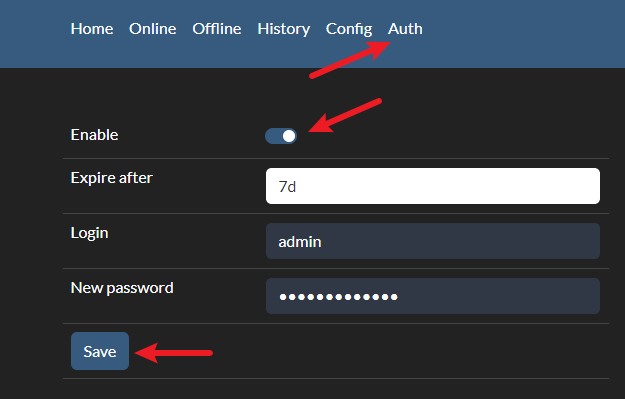 Home Online Offline History Config Auth
Enable
Expire after 7d
Login admin
New password •••••••••••••
Save